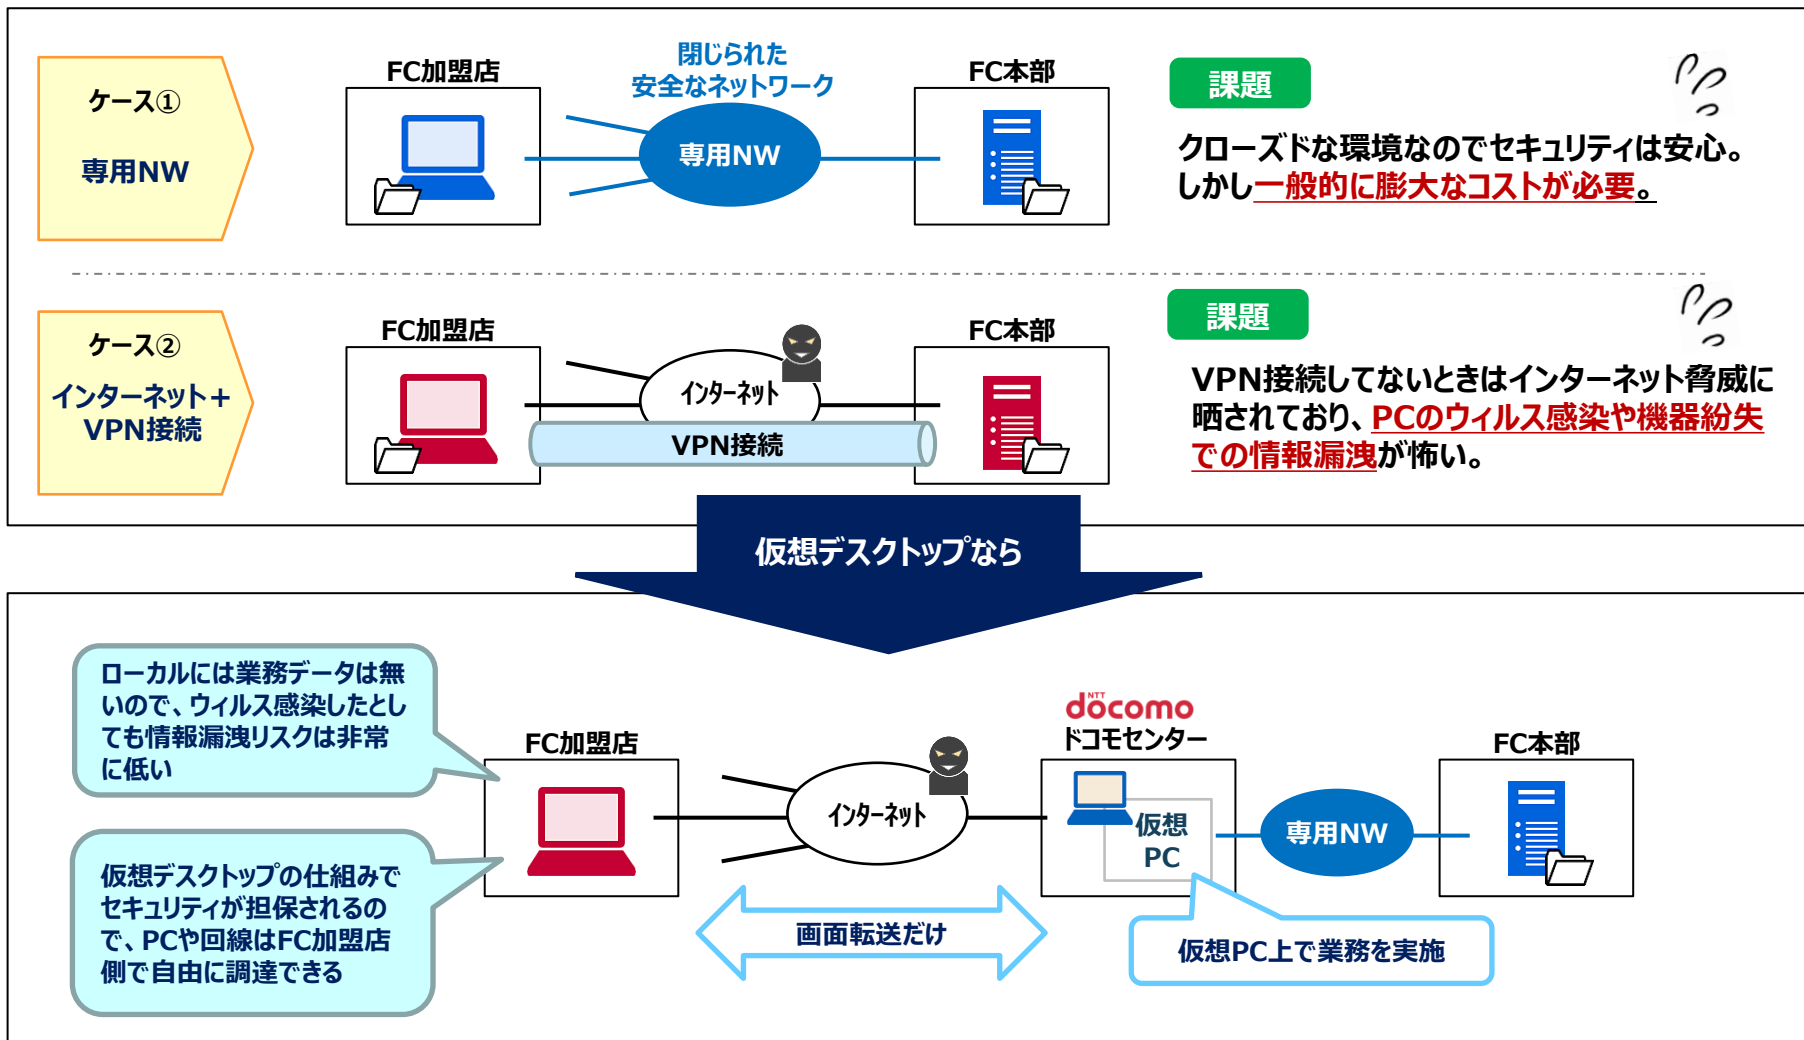 ケース①
専用NW
FC加盟店
閉じられた
安全なネットワーク
専用NW
FC本部
課題
クローズドな環境なのでセキュリティは安心。
しかし一般的に膨大なコストが必要。
ケース②
インターネット＋
VPN接続
FC加盟店
インターネット
VPN接続
FC本部
課題
VPN接続してないときはインターネット脅威に
晒されており、PCのウィルス感染や機器紛失
での情報漏洩が怖い。
仮想デスクトップなら
ローカルには業務データは無
いので、ウィルス感染したとし
ても情報漏洩リスクは非常
に低い
仮想デスクトップの仕組みで
セキュリティが担保されるの
で、PCや回線はFC加盟店
側で自由に調達できる
FC加盟店
インターネット
画面転送だけ
NTT
docomo
ドコモセンター
仮想
PC
専用NW
FC本部
仮想PC上で業務を実施